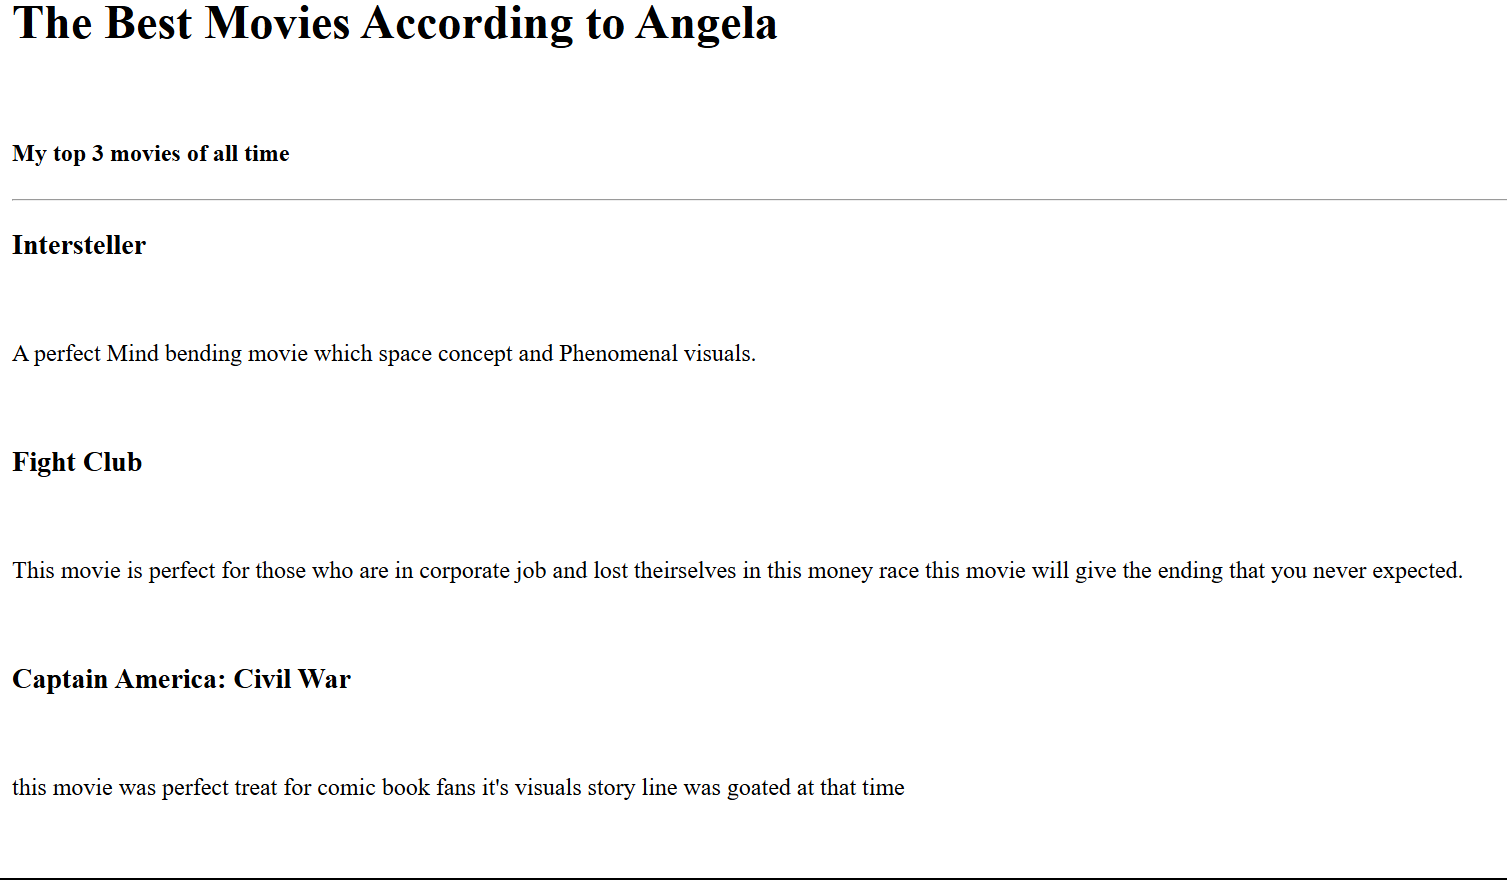 The Best Movies According to Angela
My top 3 movies of all time
Intersteller
A perfect Mind bending movie which space concept and Phenomenal visuals.
Fight Club
This movie is perfect for those who are in corporate job and lost theirselves in this money race this movie will give the ending that you never expected.
Captain America: Civil War
this movie was perfect treat for comic book fans it's visuals story line was goated at that time